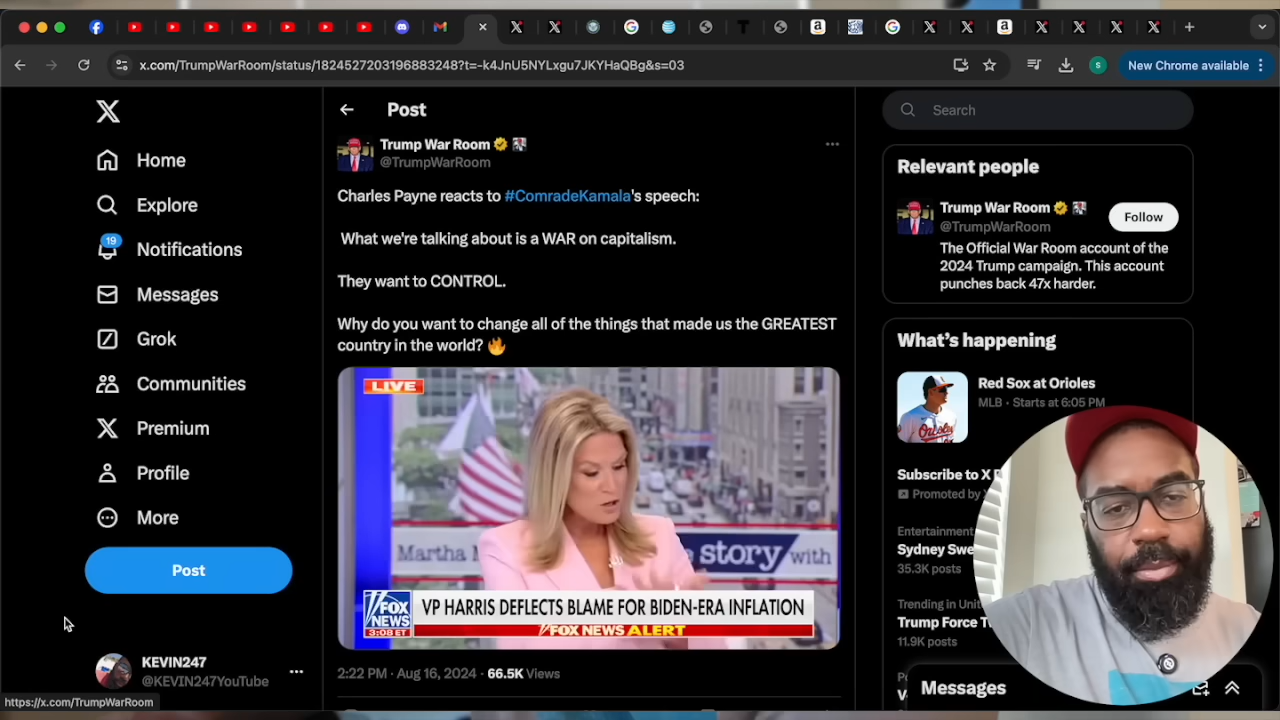 x.com/TrumpWarRoom/status/1824527203196883248?t=-k4JnU5NYLxgu7JKYHaQBg&s=03
New Chrome available
Home
Explore
19
Notifications
Messages
Grok
Communities
Premium
Profile
More
Post
KEVIN247
@KEVIN247YouTube
https://x.com/TrumpWarRoom
Post
Trump War Room
@TrumpWarRoom
Charles Payne reacts to #ComradeKamala's speech:
What we're talking about is a WAR on capitalism.
They want to CONTROL.
Why do you want to change all of the things that made us the GREATEST
country in the world? 🔥
LIVE
Martha M
story with
FOX
NEWS
3:08 ET
VP HARRIS DEFLECTS BLAME FOR BIDEN-ERA INFLATION
FOX NEWS ALERT
2:22 PM · Aug 16, 2024 · 66.5K Views
Search
Relevant people
Trump War Room
@TrumpWarRoom
Follow
The Official War Room account of the
2024 Trump campaign. This account
punches back 47x harder.
What's happening
Red Sox at Orioles
MLB · Starts at 6:05 PM
Subscribe to X
Promoted by
Entertainment
Sydney Swe
35.3K posts
Trending in Unit
Trump Force
11.9K posts
Messages